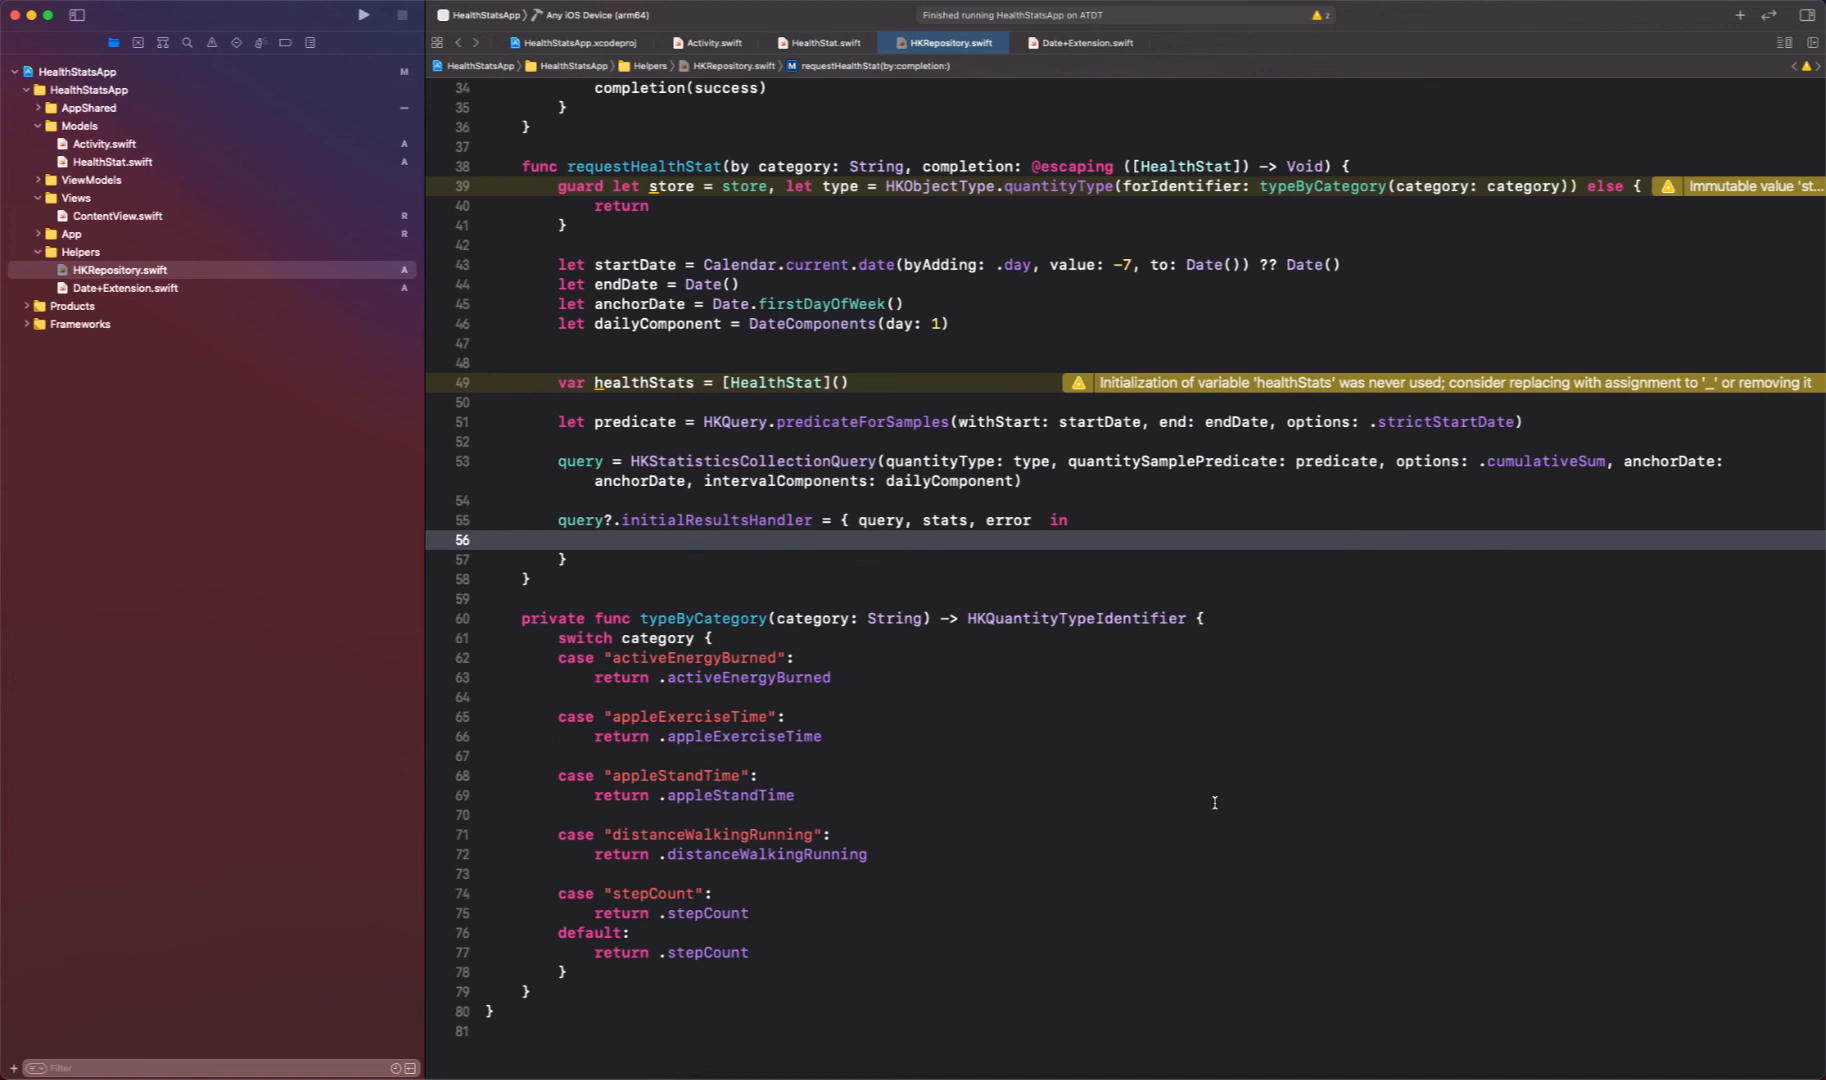 HealthStatsApp
Any iOS Device (arm64)
Finished running HealthStatsApp on ATDT
2
HealthStatsApp.xcodeproj
Activity.swift
HealthStat.swift
HKRepository.swift
Date+Extension.swift
HealthStatsApp
HealthStatsApp
Helpers
HKRepository.swift
M
requestHealthStat(by:completion:)
HealthStatsApp M
HealthStatsApp
AppShared
Models
Activity.swift A
HealthStat.swift A
ViewModels
Views
ContentView.swift R
App R
Helpers
HKRepository.swift A
Date+Extension.swift A
Products
Frameworks
Filter
34 completion(success)
35 }
36 }
37
38 func requestHealthStat(by category: String, completion: @escaping ([HealthStat]) -> Void) {
39 guard let store = store, let type = HKObjectType.quantityType(forIdentifier: typeByCategory(category: category)) else { Immutable value 'st...
40 return
41 }
42
43 let startDate = Calendar.current.date(byAdding: .day, value: -7, to: Date()) ?? Date()
44 let endDate = Date()
45 let anchorDate = Date.firstDayOfWeek()
46 let dailyComponent = DateComponents(day: 1)
47
48
49 var healthStats = [HealthStat]() Initialization of variable 'healthStats' was never used; consider replacing with assignment to '_' or removing it
50
51 let predicate = HKQuery.predicateForSamples(withStart: startDate, end: endDate, options: .strictStartDate)
52
53 query = HKStatisticsCollectionQuery(quantityType: type, quantitySamplePredicate: predicate, options: .cumulativeSum, anchorDate:
anchorDate, intervalComponents: dailyComponent)
54
55 query?.initialResultsHandler = { query, stats, error in
56
57 }
58 }
59
60 private func typeByCategory(category: String) -> HKQuantityTypeIdentifier {
61 switch category {
62 case "activeEnergyBurned":
63 return .activeEnergyBurned
64
65 case "appleExerciseTime":
66 return .appleExerciseTime
67
68 case "appleStandTime":
69 return .appleStandTime
70
71 case "distanceWalkingRunning":
72 return .distanceWalkingRunning
73
74 case "stepCount":
75 return .stepCount
76 default:
77 return .stepCount
78 }
79 }
80 }
81